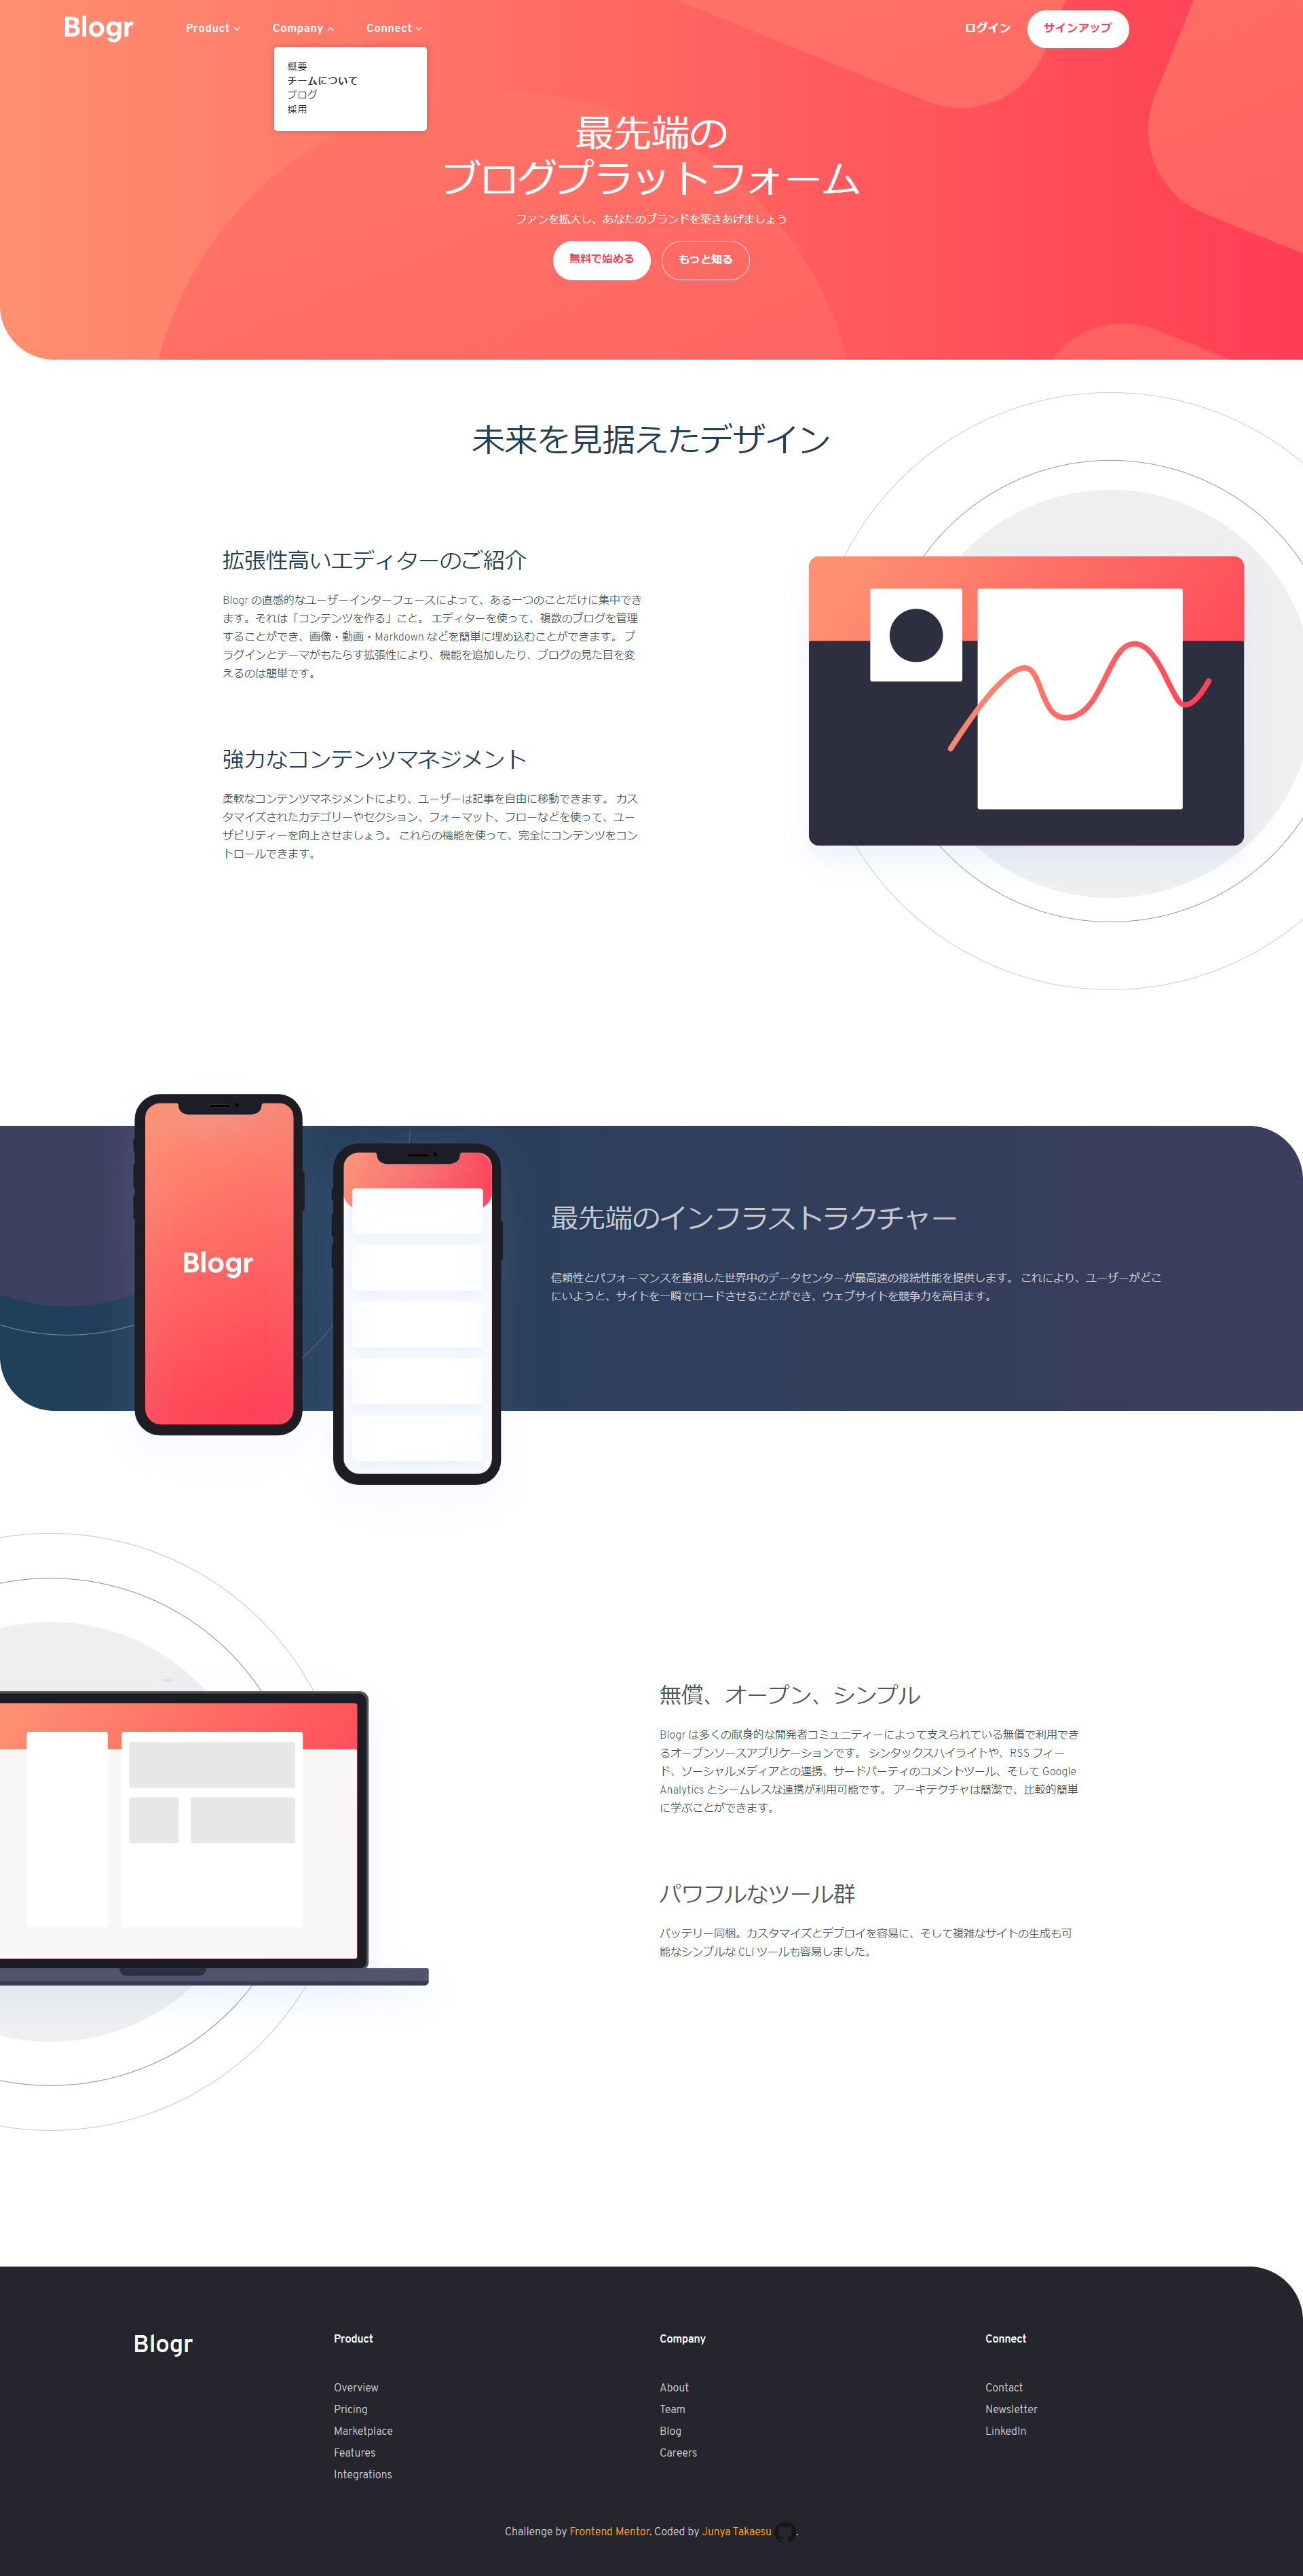 Blogr
Product
Company
Connect
ログイン
サインアップ
概要
チームについて
ブログ
採用
最先端の
ブログプラットフォーム
ファンを拡大し、あなたのブランドを築きあげましょう
無料で始める
もっと知る
未来を見据えたデザイン
拡張性高いエディターのご紹介
Blogr の直感的なユーザーインターフェースによって、ある一つのことだけに集中でき
ます。それは「コンテンツを作る」こと。 エディターを使って、複数のブログを管理
することができ、画像・動画・Markdown などを簡単に埋め込むことができます。 プ
ラグインとテーマがもたらす拡張性により、機能を追加したり、ブログの見た目を変
えるのは簡単です。
強力なコンテンツマネジメント
柔軟なコンテンツマネジメントにより、ユーザーは記事を自由に移動できます。 カス
タマイズされたカテゴリーやセクション、フォーマット、フローなどを使って、ユー
ザビリティーを向上させましょう。 これらの機能を使って、完全にコンテンツをコン
トロールできます。
Blogr
最先端のインフラストラクチャー
信頼性とパフォーマンスを重視した世界中のデータセンターが最高速の接続性能を提供します。 これにより、ユーザーがどこ
にいようと、サイトを一瞬でロードさせることができ、ウェブサイトを競争力を高目ます。
無償、オープン、シンプル
Blogr は多くの献身的な開発者コミュニティーによって支えられている無償で利用でき
るオープンソースアプリケーションです。 シンタックスハイライトや、RSS フィー
ド、ソーシャルメディアとの連携、サードパーティのコメントツール、そして Google
Analytics とシームレスな連携が利用可能です。 アーキテクチャは簡潔で、比較的簡単
に学ぶことができます。
パワフルなツール群
バッテリー同梱。カスタマイズとデプロイを容易に、そして複雑なサイトの生成も可
能なシンプルな CLI ツールも容易しました。
Blogr
Product
Overview
Pricing
Marketplace
Features
Integrations
Company
About
Team
Blog
Careers
Connect
Contact
Newsletter
LinkedIn
Challenge by Frontend Mentor. Coded by Junya Takaesu .